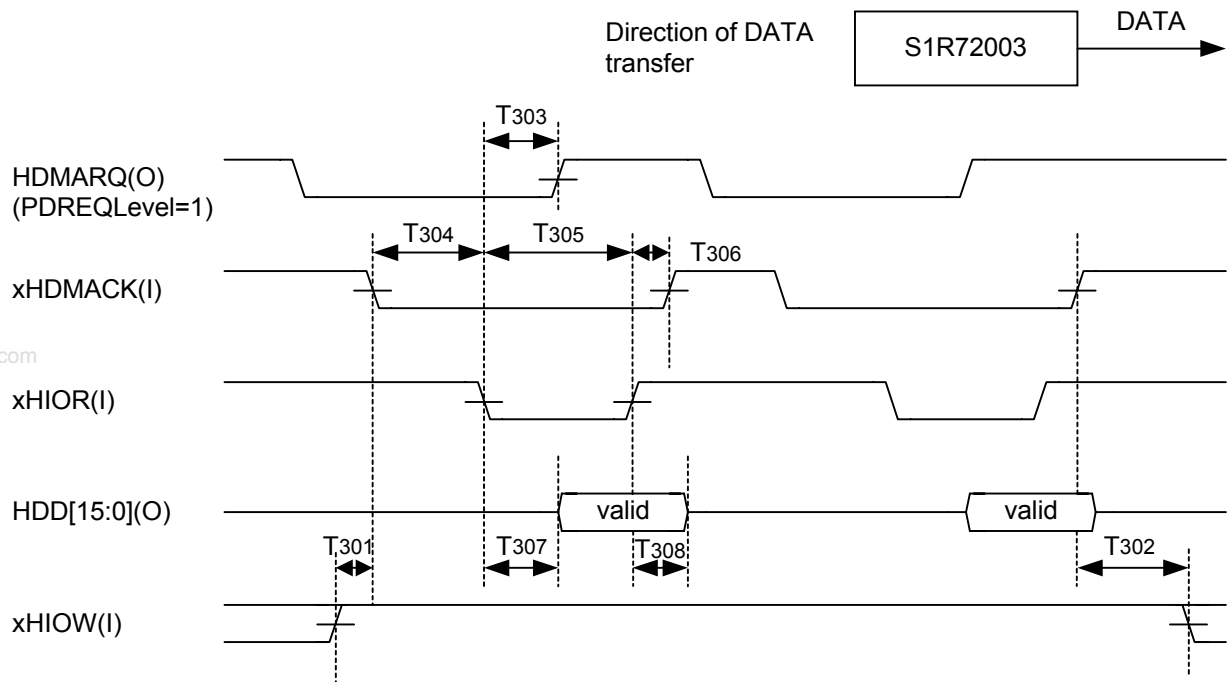 Direction of DATA
transfer
S1R72003
DATA
T303
HDMARQ(O)
(PDREQLevel=1)
T304
T305
T306
xHDMACK(I)
com
xHIOR(I)
HDD[15:0](O)
valid
valid
T301
T307
T308
T302
xHIOW(I)